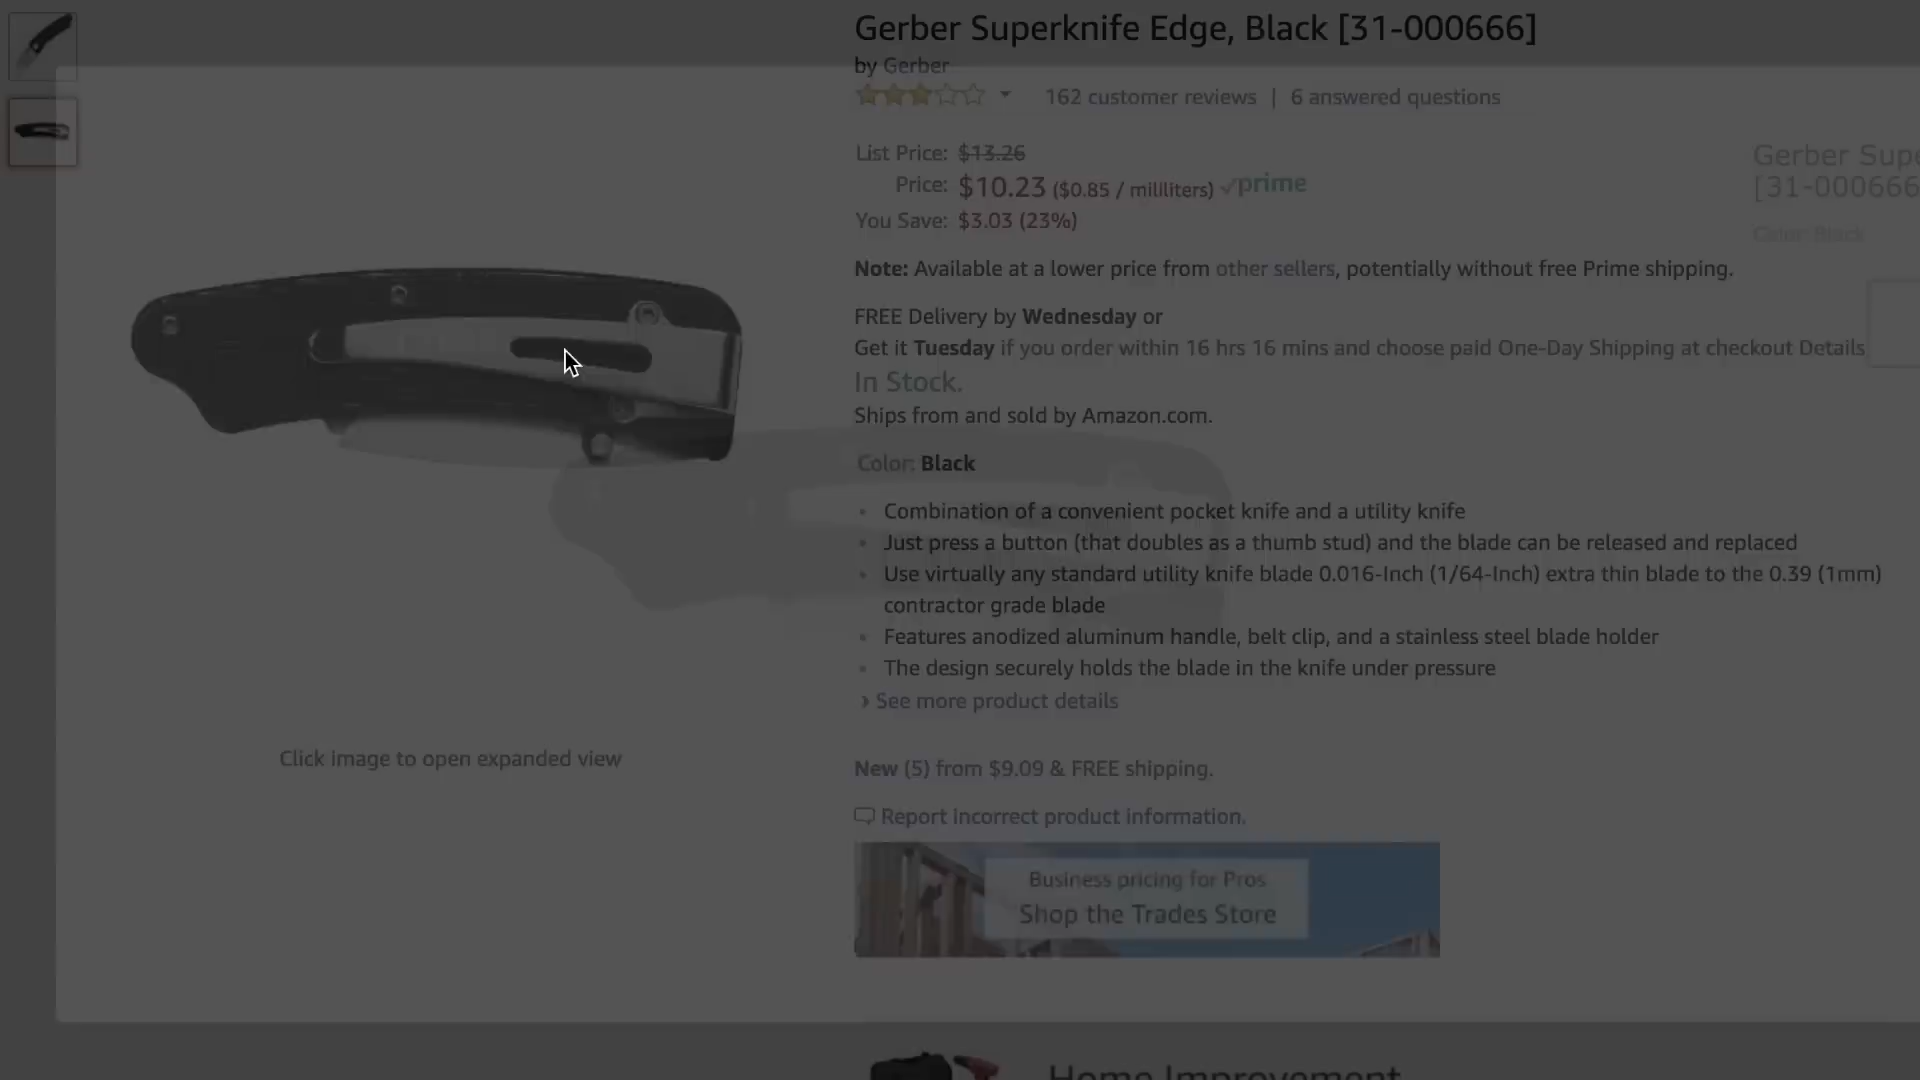 Gerber Superknife Edge, Black [31-000666]
by Gerber
162 customer reviews | 6 answered questions
List Price: $13.26
Price: $10.23 ($0.85 / milliliters) prime
You Save: $3.03 (23%)
Note: Available at a lower price from other sellers, potentially without free Prime shipping.
FREE Delivery by Wednesday or
Get it Tuesday if you order within 16 hrs 16 mins and choose paid One-Day Shipping at checkout Details
In Stock.
Ships from and sold by Amazon.com.
Color: Black
Combination of a convenient pocket knife and a utility knife
Just press a button (that doubles as a thumb stud) and the blade can be released and replaced
Use virtually any standard utility knife blade 0.016-Inch (1/64-Inch) extra thin blade to the 0.39 (1mm)
contractor grade blade
Features anodized aluminum handle, belt clip, and a stainless steel blade holder
The design securely holds the blade in the knife under pressure
› See more product details
New (5) from $9.09 & FREE shipping.
Report incorrect product information.
Business pricing for Pros
Shop the Trades Store
Click image to open expanded view
Gerber Supe
[31-000666
Color: Black
Home Improvement